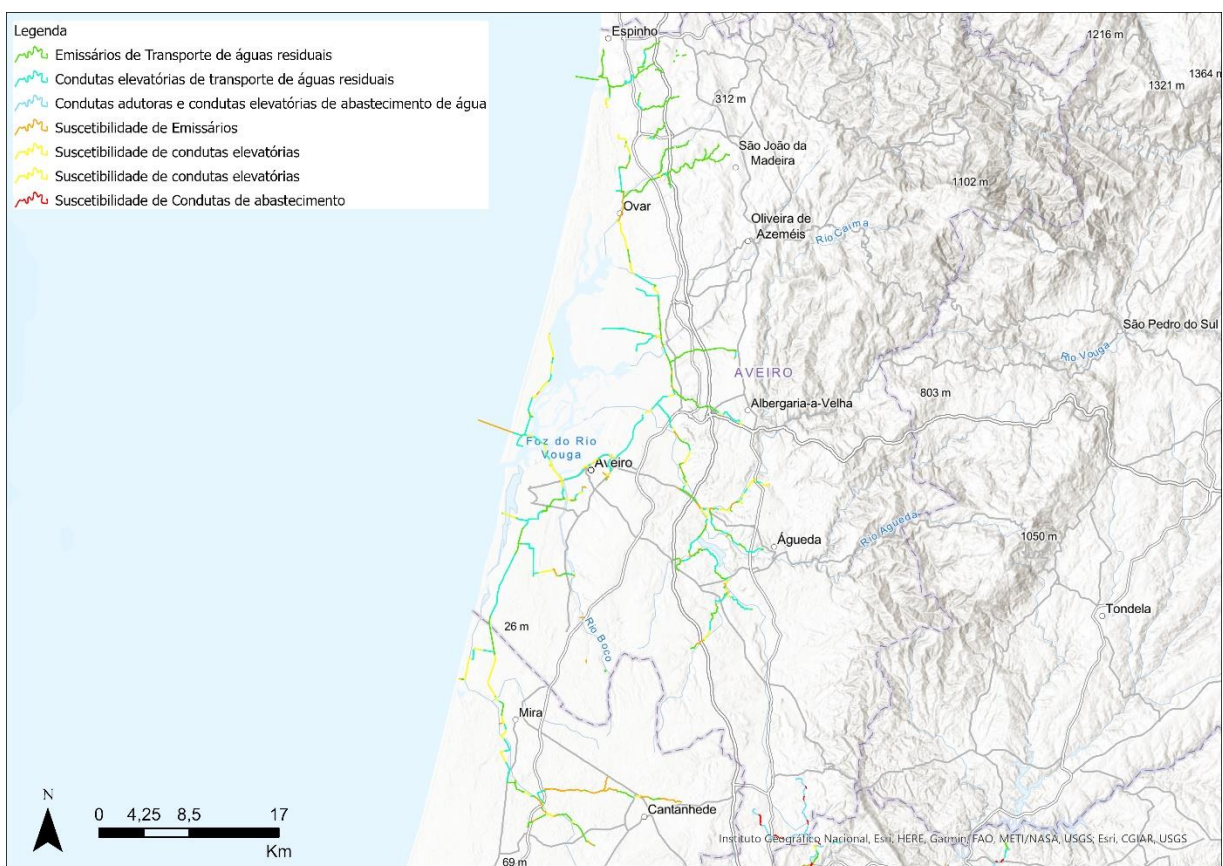 Legenda
Emissários de Transporte de águas residuais
Condutas elevatórias de transporte de águas residuais
Condutas adutoras e condutas elevatórias de abastecimento de água
Suscetibilidade de Emissários
Suscetibilidade de condutas elevatórias
Suscetibilidade de condutas elevatórias
Suscetibilidade de Condutas de abastecimento
Espinho
1216 m
1364 m
1321 m
312 m
São João da
Madeira
1102 m
Ovar
Oliveira de
Azeméis
Rio Caima
São Pedro do Sul
Rio Vouga
AVEIRO
803 m
Albergaria-a-Velha
Foz do Rio
Vouga
Aveiro
Rio Águeda
Águeda
1050 m
Tondela
26 m
Rio Boco
Mira
Cantanhede
69 m
N
0 4,25 8,5 17
Km
Instituto Geográfico Nacional, Esri, HERE, Garmin, FAO, METI/NASA, USGS; Esri, CGIAR, USGS